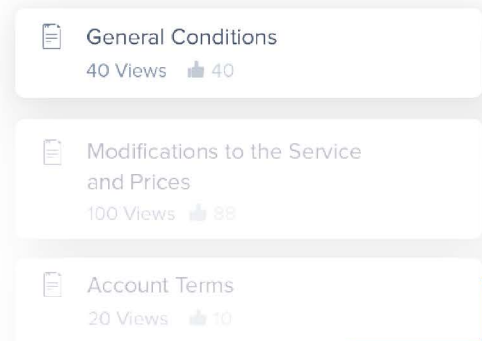 General Conditions
40 Views 40
Modifications to the Service
and Prices
100 Views 88
Account Terms
20 Views 10